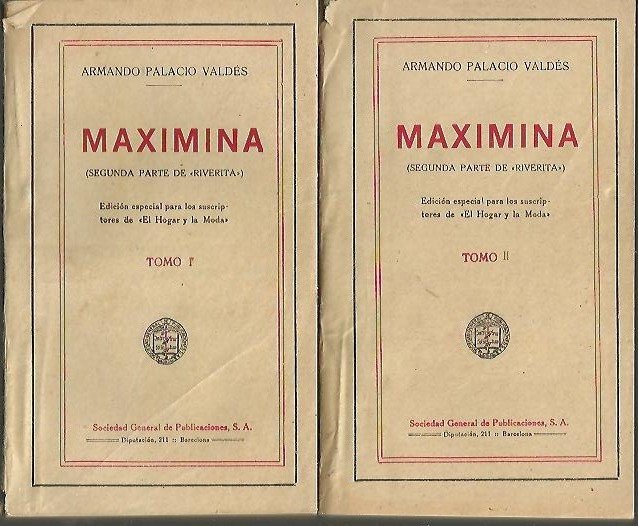 ARMANDO PALACIO VALDÉS
MAXIMINA
(SEGUNDA PARTE DE «RIVERITA»)
Edición especial para los suscrip-
tores de «El Hogar y la Moda»
TOMO I
Sociedad General de Publicaciones, S. A.
Diputación, 211 :: Barcelona
ARMANDO PALACIO VALDÉS
MAXIMINA
(SEGUNDA PARTE DE «RIVERITA»)
Edición especial para los suscrip-
tores de «El Hogar y la Moda»
TOMO II
Sociedad General de Publicaciones, S. A.
Diputación, 211 :: Barcelona